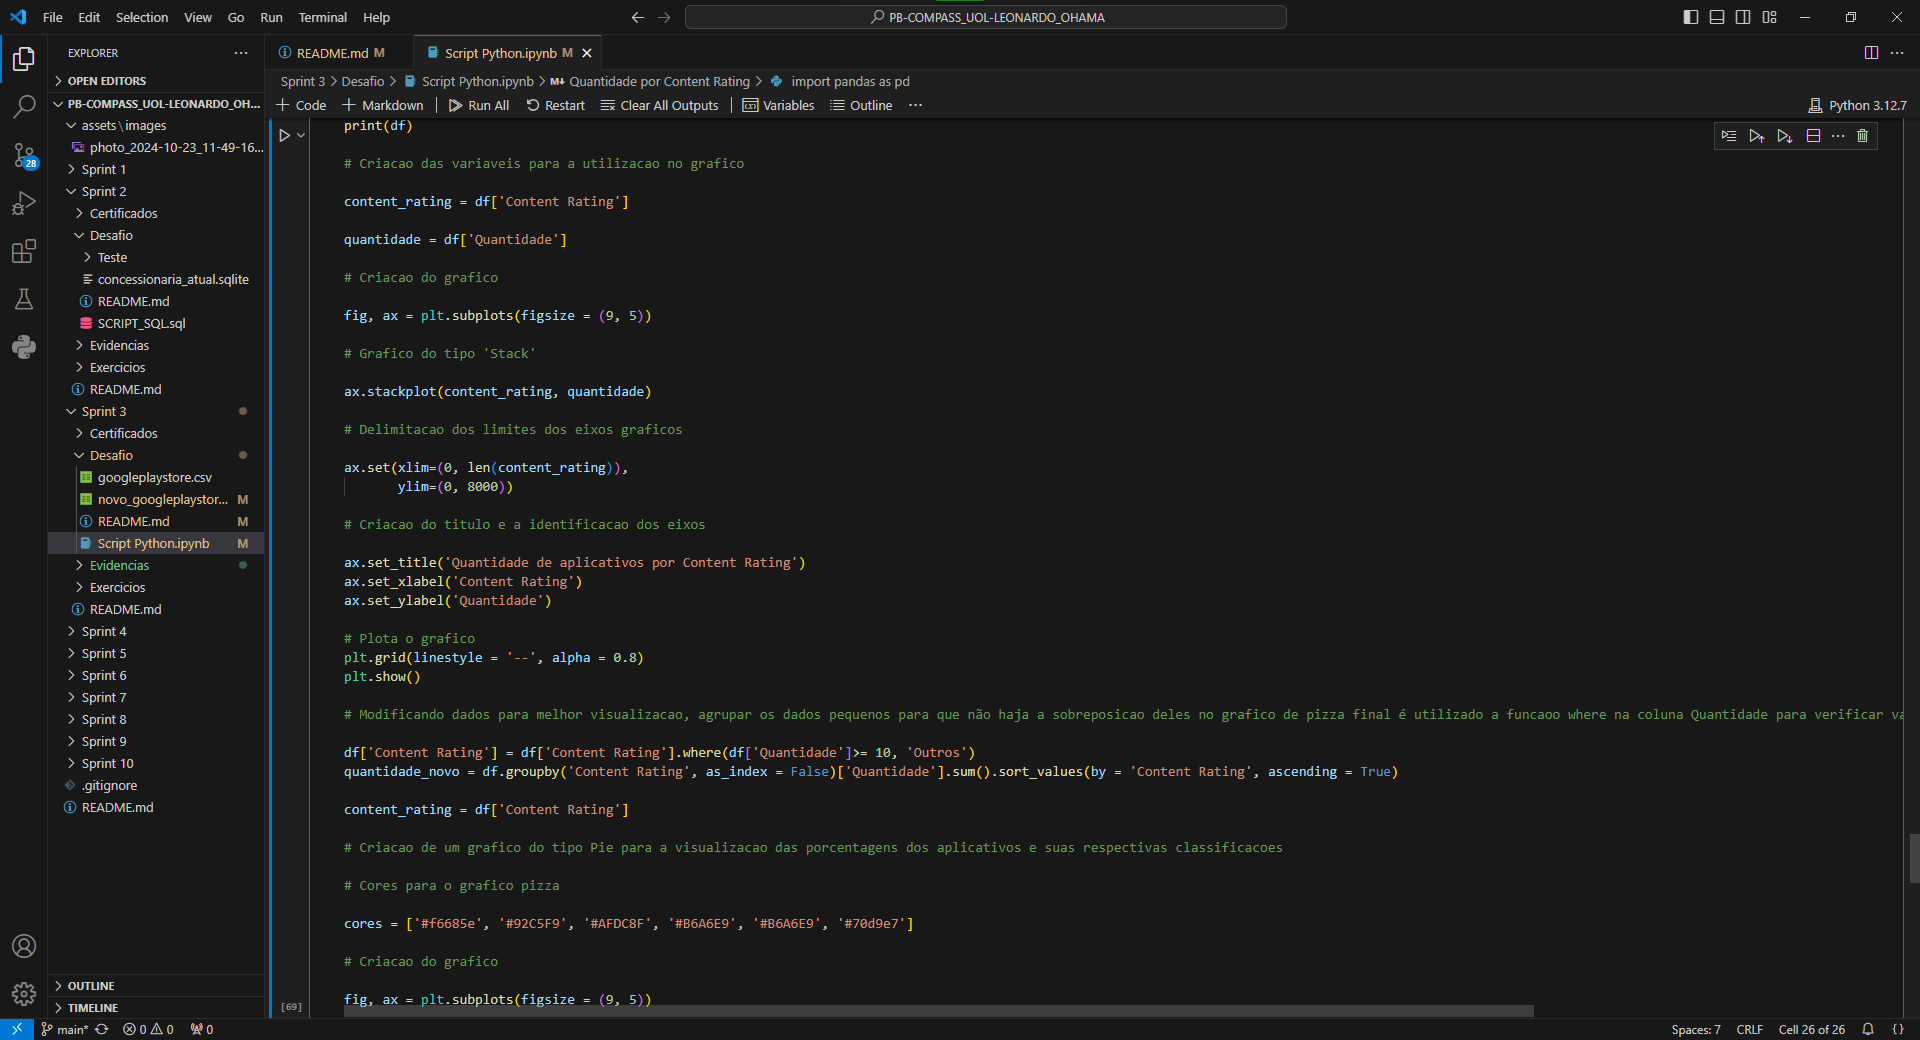 File Edit Selection View Go Run Terminal Help
PB-COMPASS_UOL-LEONARDO_OHAMA
EXPLORER
OPEN EDITORS
PB-COMPASS_UOL-LEONARDO_OH...
assets\images
photo_2024-10-23_11-49-16...
Sprint 1
Sprint 2
Certificados
Desafio
Teste
concessionaria_atual.sqlite
README.md
SCRIPT_SQL.sql
Evidencias
Exercicios
README.md
Sprint 3
Certificados
Desafio
googleplaystore.csv
novo_googleplaystor... M
README.md M
Script Python.ipynb M
Evidencias
Exercicios
README.md
Sprint 4
Sprint 5
Sprint 6
Sprint 7
Sprint 8
Sprint 9
Sprint 10
.gitignore
README.md
OUTLINE
TIMELINE
28
README.md M
Script Python.ipynb M
Sprint 3 > Desafio > Script Python.ipynb > M↓ Quantidade por Content Rating > import pandas as pd
+ Code + Markdown | Run All Restart Clear All Outputs | Variables Outline ...
Python 3.12.7
print(df)
# Criacao das variaveis para a utilizacao no grafico
content_rating = df['Content Rating']
quantidade = df['Quantidade']
# Criacao do grafico
fig, ax = plt.subplots(figsize = (9, 5))
# Grafico do tipo 'Stack'
ax.stackplot(content_rating, quantidade)
# Delimitacao dos limites dos eixos graficos
ax.set(xlim=(0, len(content_rating)),
ylim=(0, 8000))
# Criacao do titulo e a identificacao dos eixos
ax.set_title('Quantidade de aplicativos por Content Rating')
ax.set_xlabel('Content Rating')
ax.set_ylabel('Quantidade')
# Plota o grafico
plt.grid(linestyle = '--', alpha = 0.8)
plt.show()
# Modificando dados para melhor visualizacao, agrupar os dados pequenos para que não haja a sobreposicao deles no grafico de pizza final é utilizado a funcaoo where na coluna Quantidade para verificar va
df['Content Rating'] = df['Content Rating'].where(df['Quantidade']>= 10, 'Outros')
quantidade_novo = df.groupby('Content Rating', as_index = False)['Quantidade'].sum().sort_values(by = 'Content Rating', ascending = True)
content_rating = df['Content Rating']
# Criacao de um grafico do tipo Pie para a visualizacao das porcentagens dos aplicativos e suas respectivas classificacoes
# Cores para o grafico pizza
cores = ['#f6685e', '#92C5F9', '#AFDC8F', '#B6A6E9', '#B6A6E9', '#70d9e7']
# Criacao do grafico
fig, ax = plt.subplots(figsize = (9, 5))
[69]
main* 0 0 0
Spaces: 7 CRLF Cell 26 of 26 {}